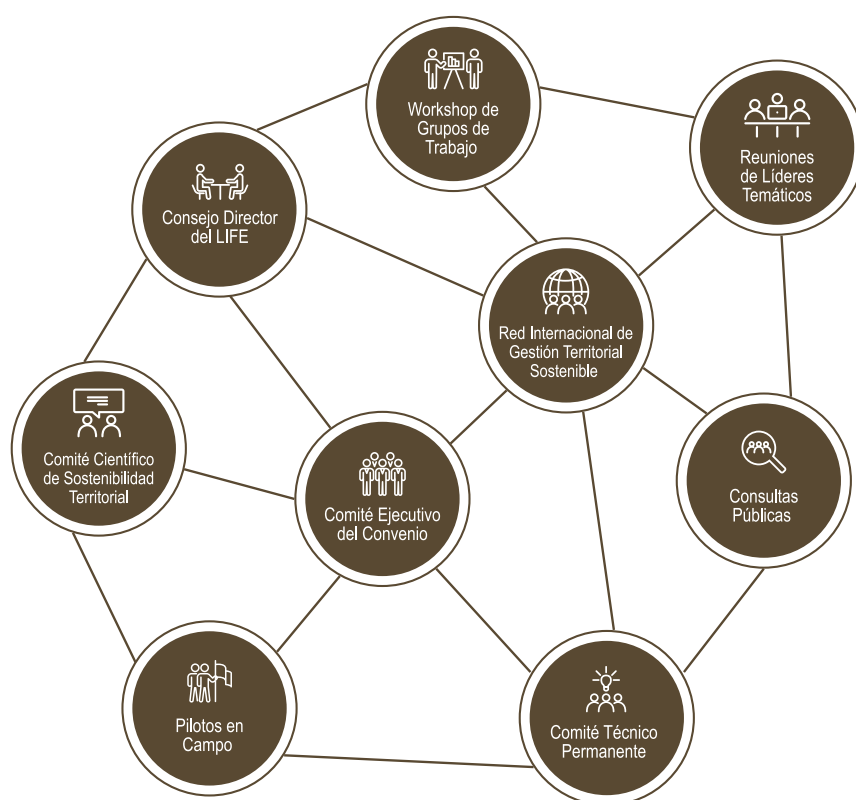 Workshop de
Grupos de
Trabajo
Reuniones
de Líderes
Temáticos
Consejo Director
del LIFE
Red Internacional de
Gestión Territorial
Sostenible
Comité Científico
de Sostenibilidad
Territorial
Comité Ejecutivo
del Convenio
Consultas
Públicas
Pilotos en
Campo
Comité Técnico
Permanente